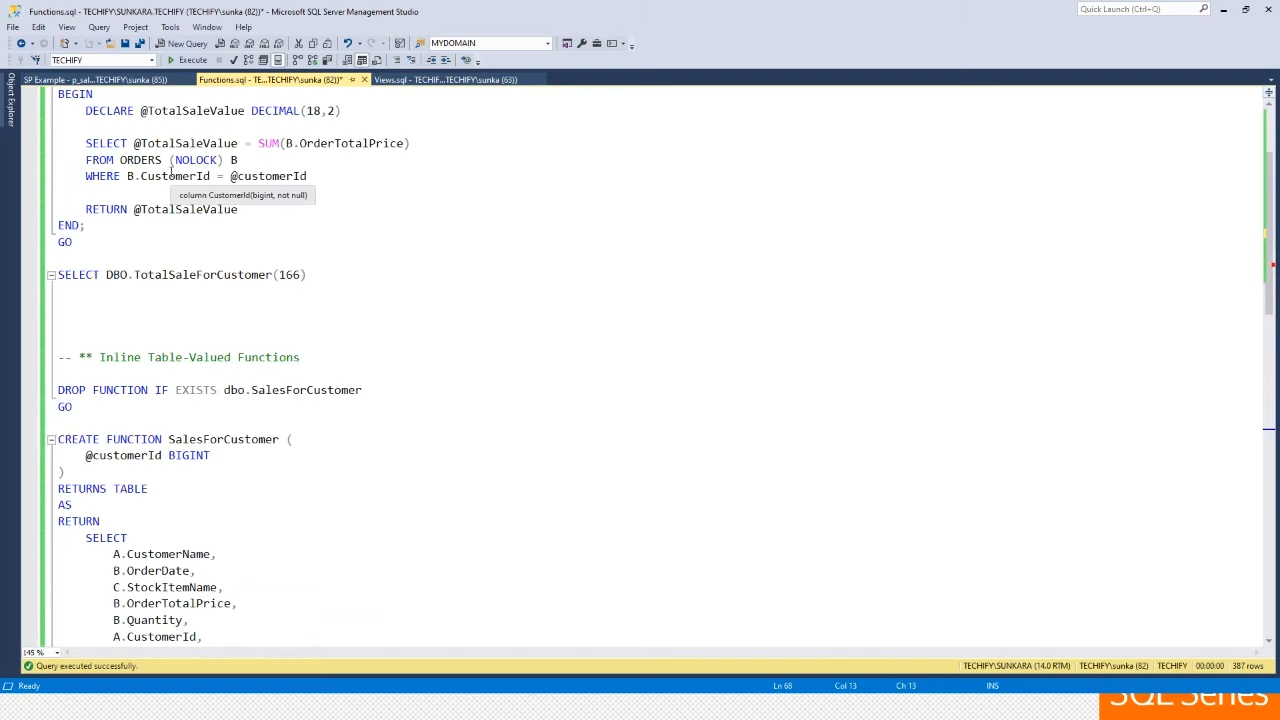 Functions.sql - TECHIFY\SUNKARA.TECHIFY (TECHIFY\sunka (82))* - Microsoft SQL Server Management Studio
Quick Launch (Ctrl+Q)
File Edit View Query Project Tools Window Help
New Query MYDOMAIN
TECHIFY Execute
SP Example - p_sal...TECHIFY\sunka (85)) Functions.sql - TE...TECHIFY\sunka (82))* Views.sql - TECHIF...TECHIFY\sunka (63))
Object Explorer
BEGIN
DECLARE @TotalSaleValue DECIMAL(18,2)
SELECT @TotalSaleValue = SUM(B.OrderTotalPrice)
FROM ORDERS (NOLOCK) B
WHERE B.CustomerId = @customerId
column CustomerId(bigint, not null)
RETURN @TotalSaleValue
END;
GO
SELECT DBO.TotalSaleForCustomer(166)
-- ** Inline Table-Valued Functions
DROP FUNCTION IF EXISTS dbo.SalesForCustomer
GO
CREATE FUNCTION SalesForCustomer (
@customerId BIGINT
)
RETURNS TABLE
AS
RETURN
SELECT
A.CustomerName,
B.OrderDate,
C.StockItemName,
B.OrderTotalPrice,
B.Quantity,
A.CustomerId,
145 %
Query executed successfully. TECHIFY\SUNKARA (14.0 RTM) TECHIFY\sunka (82) TECHIFY 00:00:00 387 rows
Ready Ln 68 Col 13 Ch 13 INS
SQL Series